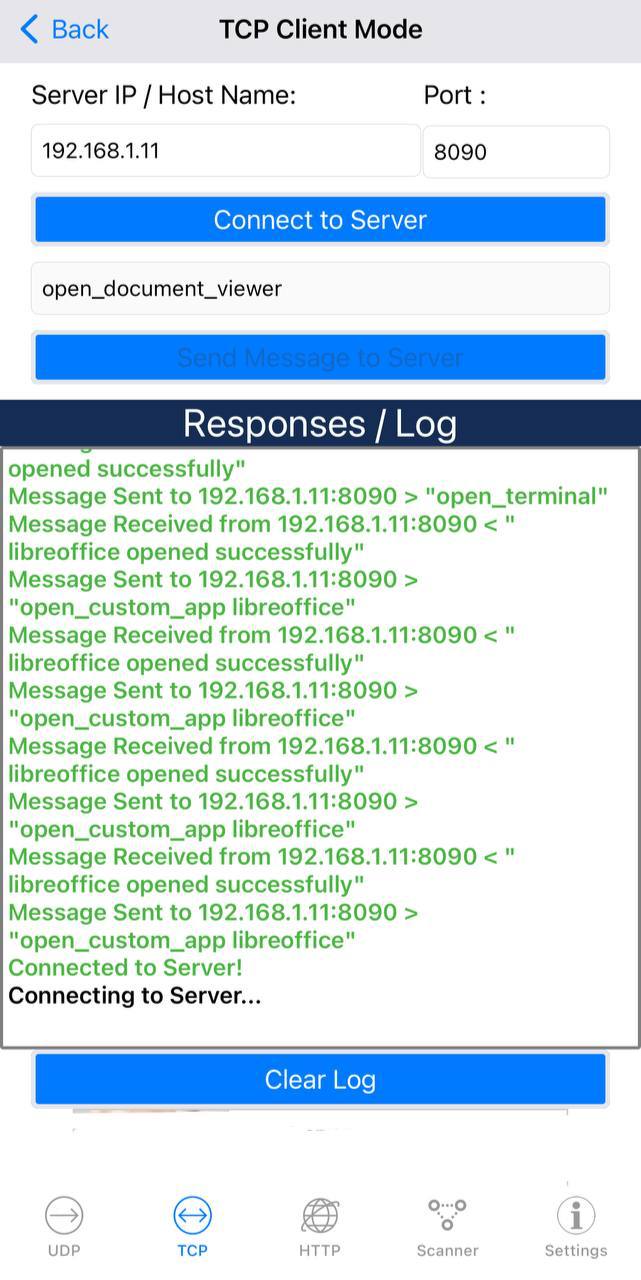 Back
TCP Client Mode
Server IP / Host Name:
Port :
192.168.1.11
8090
Connect to Server
open_document_viewer
Send Message to Server
Responses / Log
opened successfully"
Message Sent to 192.168.1.11:8090 > "open_terminal"
Message Received from 192.168.1.11:8090 < "
libreoffice opened successfully"
Message Sent to 192.168.1.11:8090 >
"open_custom_app libreoffice"
Message Received from 192.168.1.11:8090 < "
libreoffice opened successfully"
Message Sent to 192.168.1.11:8090 >
"open_custom_app libreoffice"
Message Received from 192.168.1.11:8090 < "
libreoffice opened successfully"
Message Sent to 192.168.1.11:8090 >
"open_custom_app libreoffice"
Message Received from 192.168.1.11:8090 < "
libreoffice opened successfully"
Message Sent to 192.168.1.11:8090 >
"open_custom_app libreoffice"
Connected to Server!
Connecting to Server...
Clear Log
UDP
TCP
HTTP
Scanner
Settings